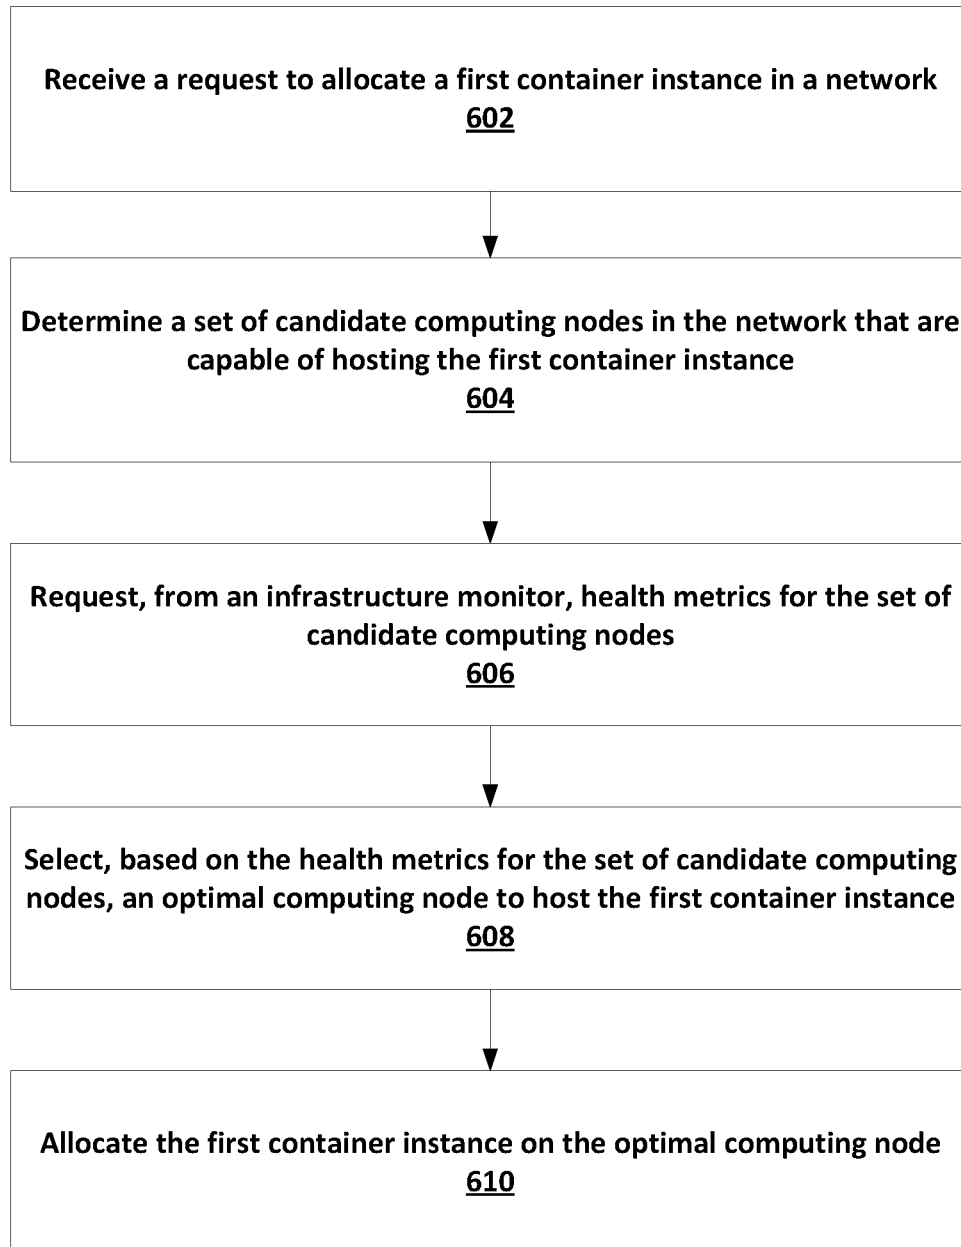 Receive a request to allocate a first container instance in a network
602
Determine a set of candidate computing nodes in the network that are
capable of hosting the first container instance
604
Request, from an infrastructure monitor, health metrics for the set of
candidate computing nodes
606
Select, based on the health metrics for the set of candidate computing
nodes, an optimal computing node to host the first container instance
608
Allocate the first container instance on the optimal computing node
610